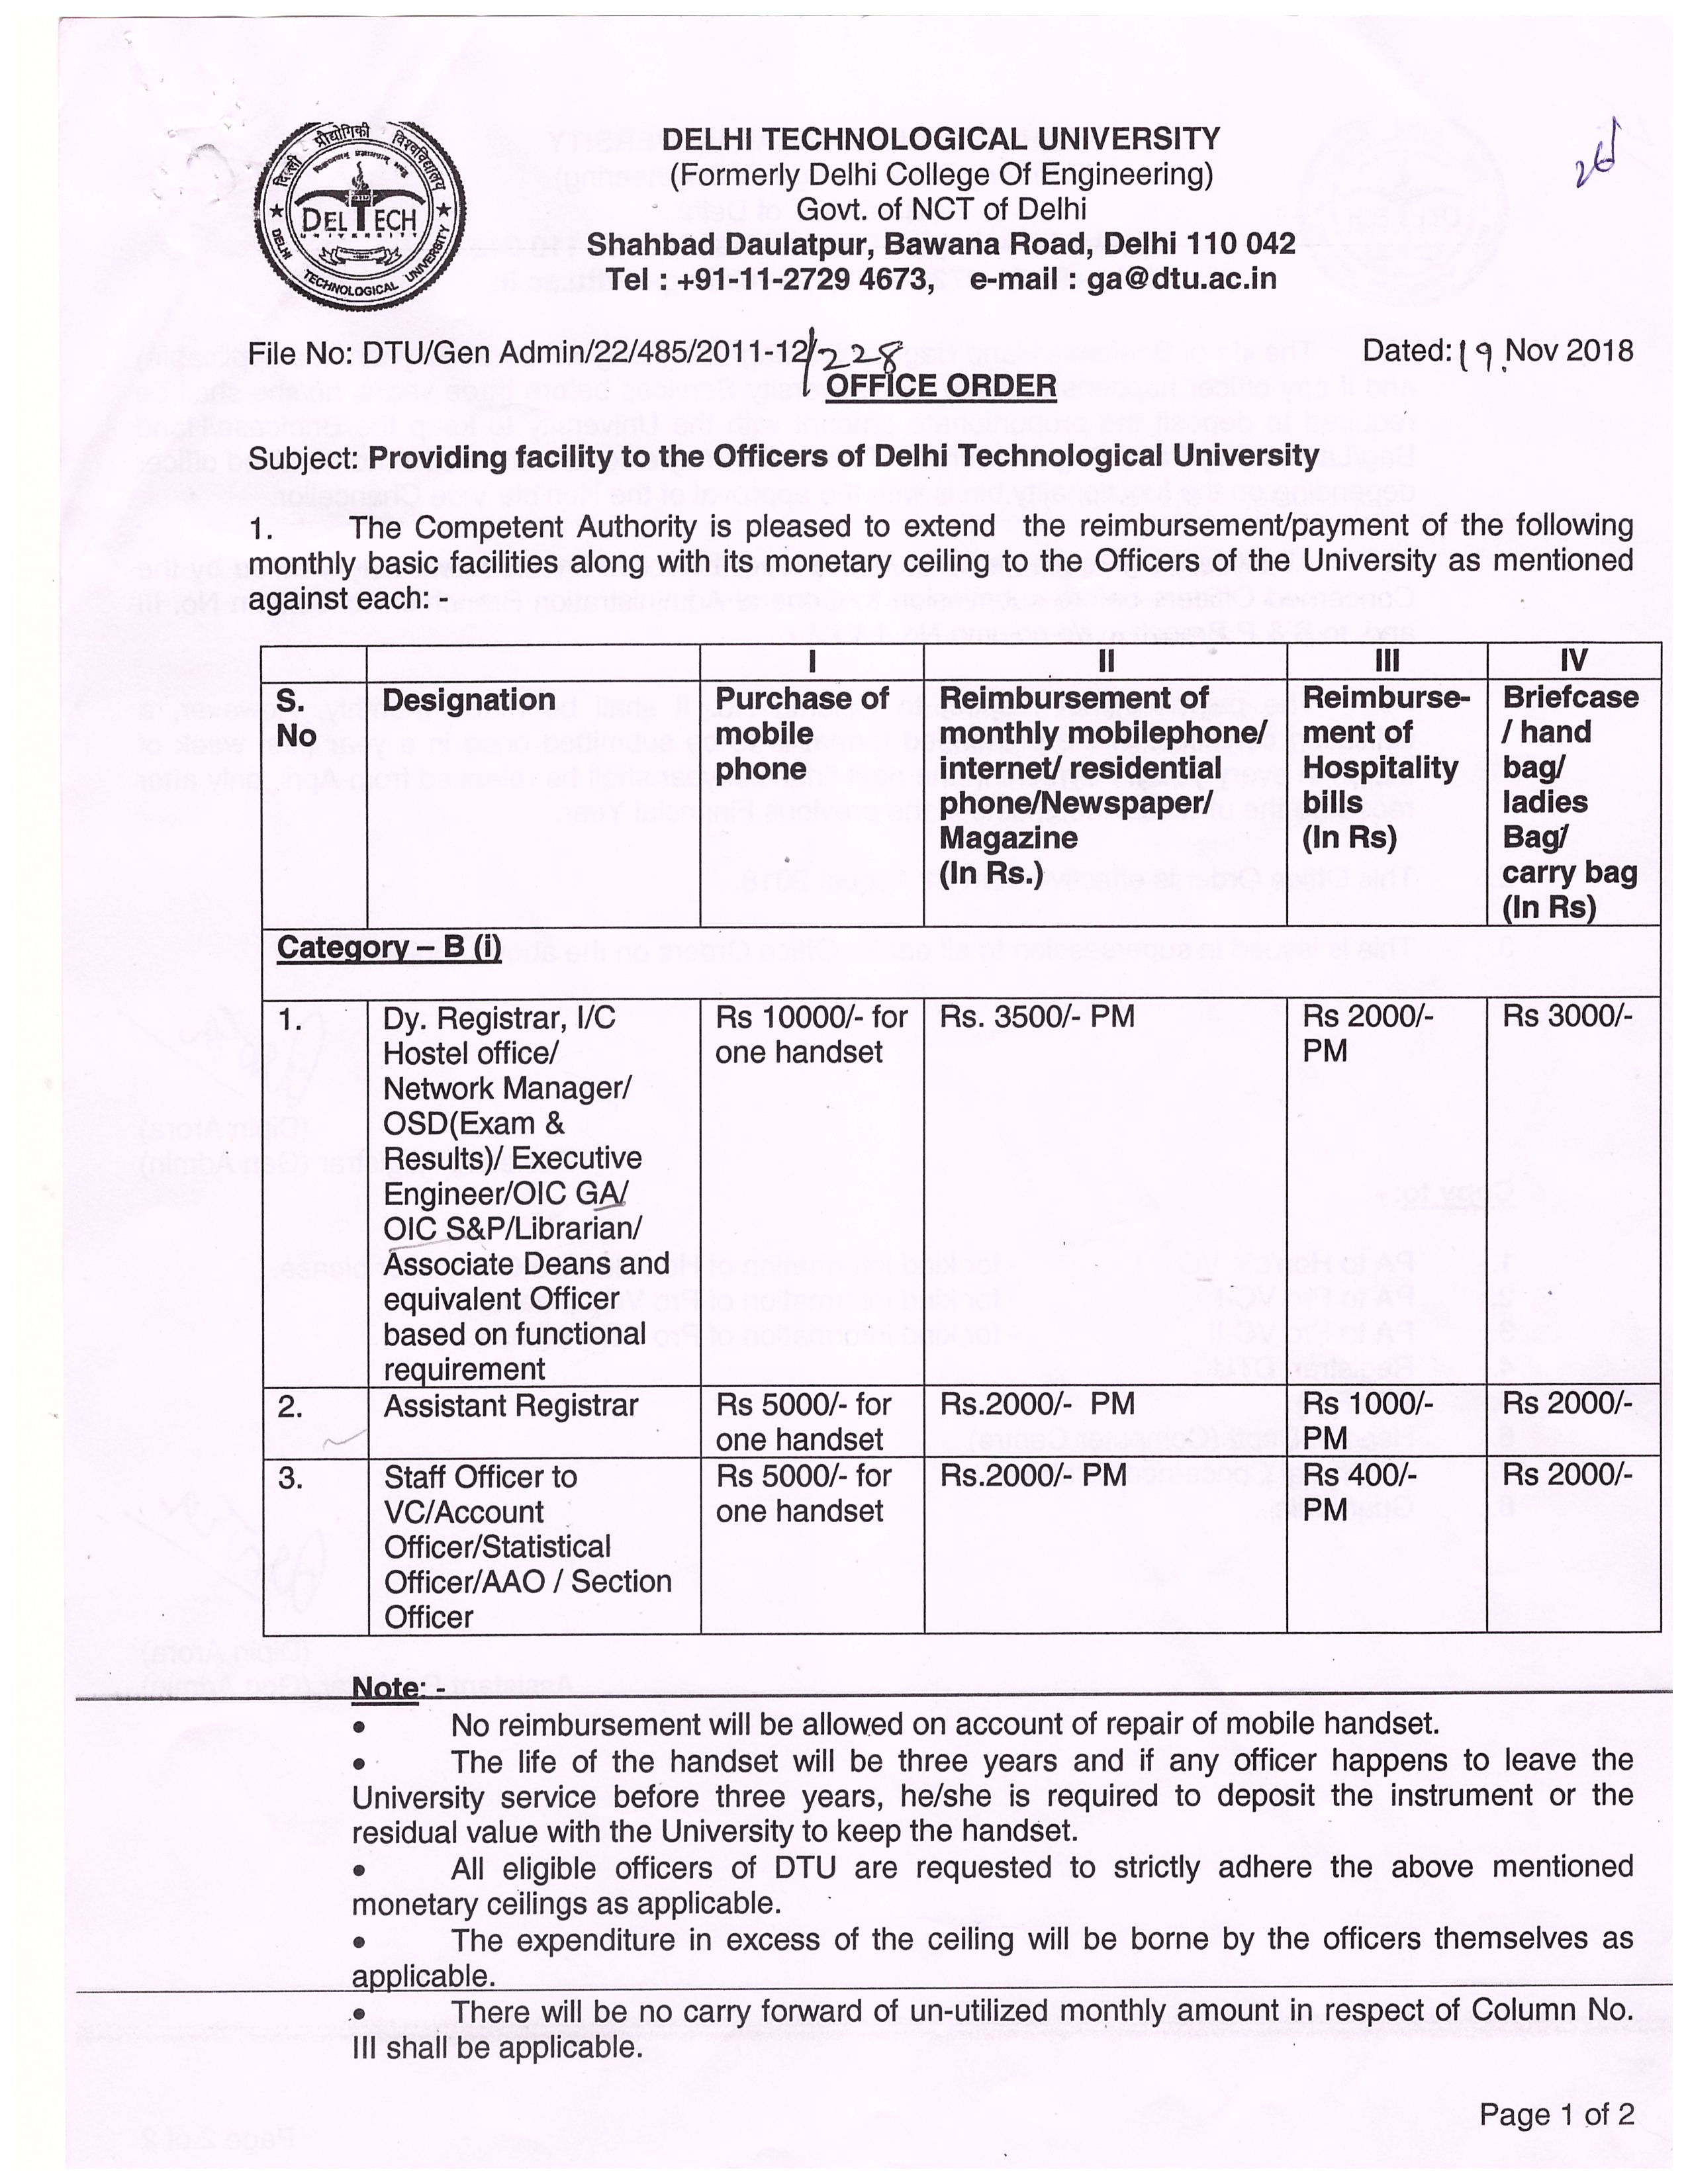 दिल्ली प्रौद्योगिकी विश्वविद्यालय
DELTECH
UNIVERSITY
DELHI TECHNOLOGICAL UNIVERSITY
DELHI TECHNOLOGICAL UNIVERSITY
(Formerly Delhi College Of Engineering)
Govt. of NCT of Delhi
Shahbad Daulatpur, Bawana Road, Delhi 110 042
Tel : +91-11-2729 4673, e-mail : ga@dtu.ac.in
File No: DTU/Gen Admin/22/485/2011-12/228 Dated: 19 Nov 2018
OFFICE ORDER
Subject: Providing facility to the Officers of Delhi Technological University
1. The Competent Authority is pleased to extend the reimbursement/payment of the following
monthly basic facilities along with its monetary ceiling to the Officers of the University as mentioned
against each: -
I II III IV
S. No Designation Purchase of mobile phone Reimbursement of monthly mobilephone/ internet/ residential phone/Newspaper/ Magazine (In Rs.) Reimburse-ment of Hospitality bills (In Rs) Briefcase / hand bag/ ladies Bag/ carry bag (In Rs)
Category – B (i)
1. Dy. Registrar, I/C Rs 10000/- for Rs. 3500/- PM Rs 2000/- Rs 3000/-
Hostel office/ one handset PM
Network Manager/
OSD(Exam &
Results)/ Executive
Engineer/OIC GA/
OIC S&P/Librarian/
Associate Deans and
equivalent Officer
based on functional
requirement
2. Assistant Registrar Rs 5000/- for Rs.2000/- PM Rs 1000/- Rs 2000/-
one handset PM
3. Staff Officer to Rs 5000/- for Rs.2000/- PM Rs 400/- Rs 2000/-
VC/Account one handset PM
Officer/Statistical
Officer/AAO / Section
Officer
Note: -
• No reimbursement will be allowed on account of repair of mobile handset.
• The life of the handset will be three years and if any officer happens to leave the
University service before three years, he/she is required to deposit the instrument or the
residual value with the University to keep the handset.
• All eligible officers of DTU are requested to strictly adhere the above mentioned
monetary ceilings as applicable.
• The expenditure in excess of the ceiling will be borne by the officers themselves as
applicable.
• There will be no carry forward of un-utilized monthly amount in respect of Column No.
III shall be applicable.
Page 1 of 2